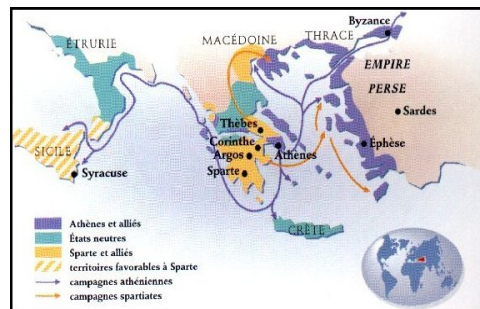 Byzance
THRACE
MACÉDOINE
ÉTRURIE
EMPIRE
PERSE
Sardes
Thèbes
Corinthe
Argos
Athènes
Éphèse
SICILE
Sparte
Syracuse
CRÈTE
Athènes et alliés
États neutres
Sparte et alliés
territoires favorables à Sparte
campagnes athéniennes
campagnes spartiates